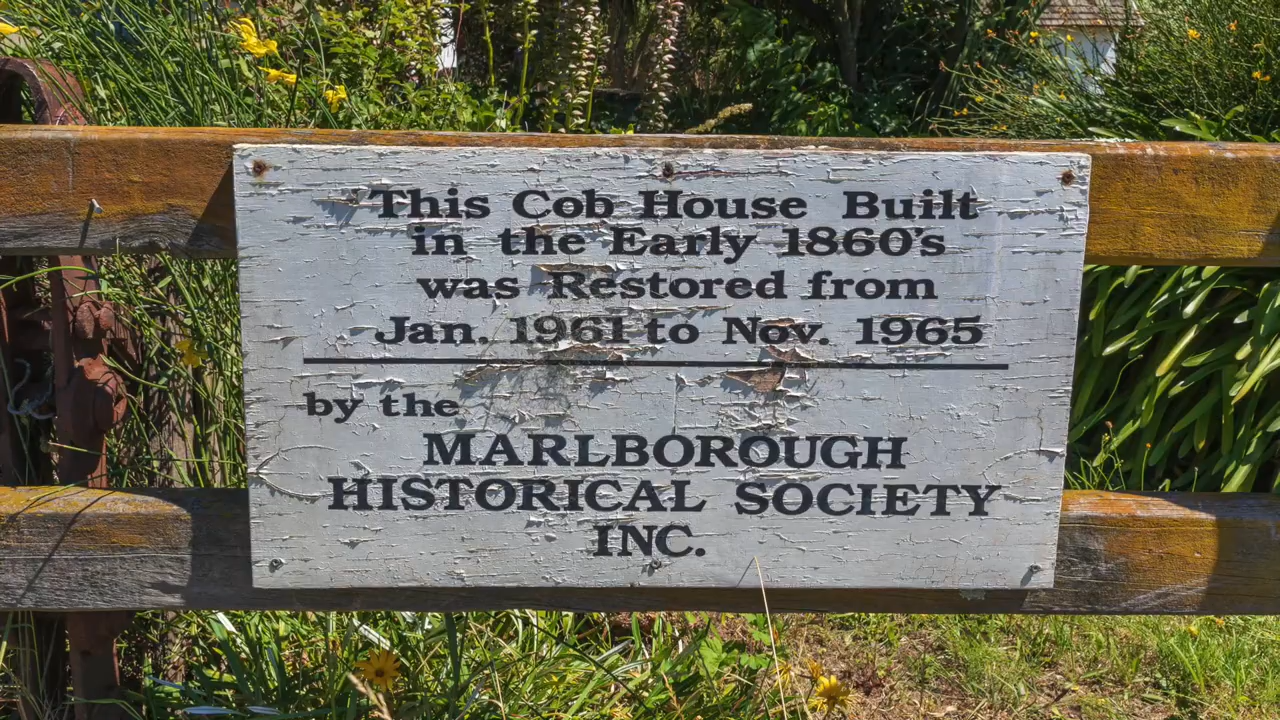 This Cob House Built
in the Early 1860's
was Restored from
Jan. 1961 to Nov. 1965
by the
MARLBOROUGH
HISTORICAL SOCIETY
INC.